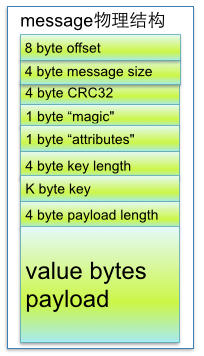 message物理结构
8 byte offset
4 byte message size
4 byte CRC32
1 byte “magic"
1 byte “attributes"
4 byte key length
K byte key
4 byte payload length
value bytes
payload